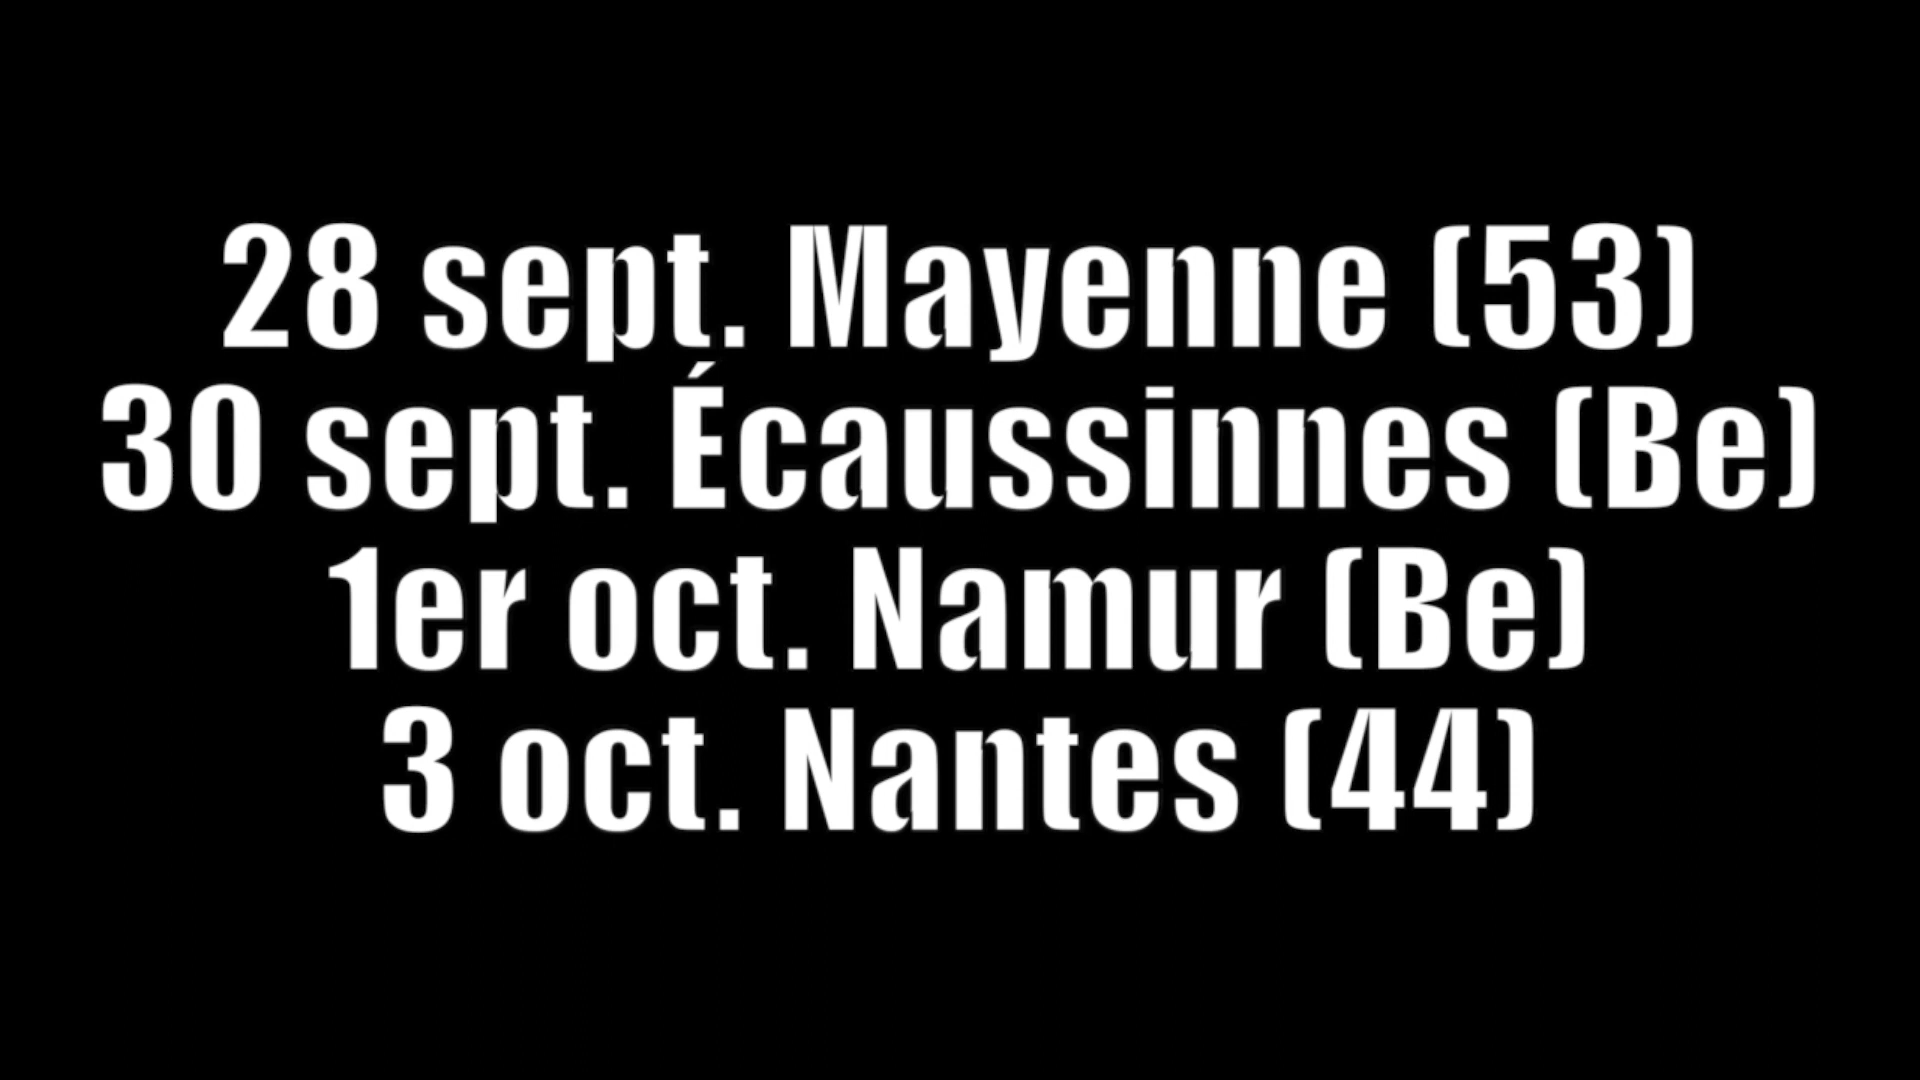 28 sept. Mayenne (53)
30 sept. Écaussinnes (Be)
1er oct. Namur (Be)
3 oct. Nantes (44)